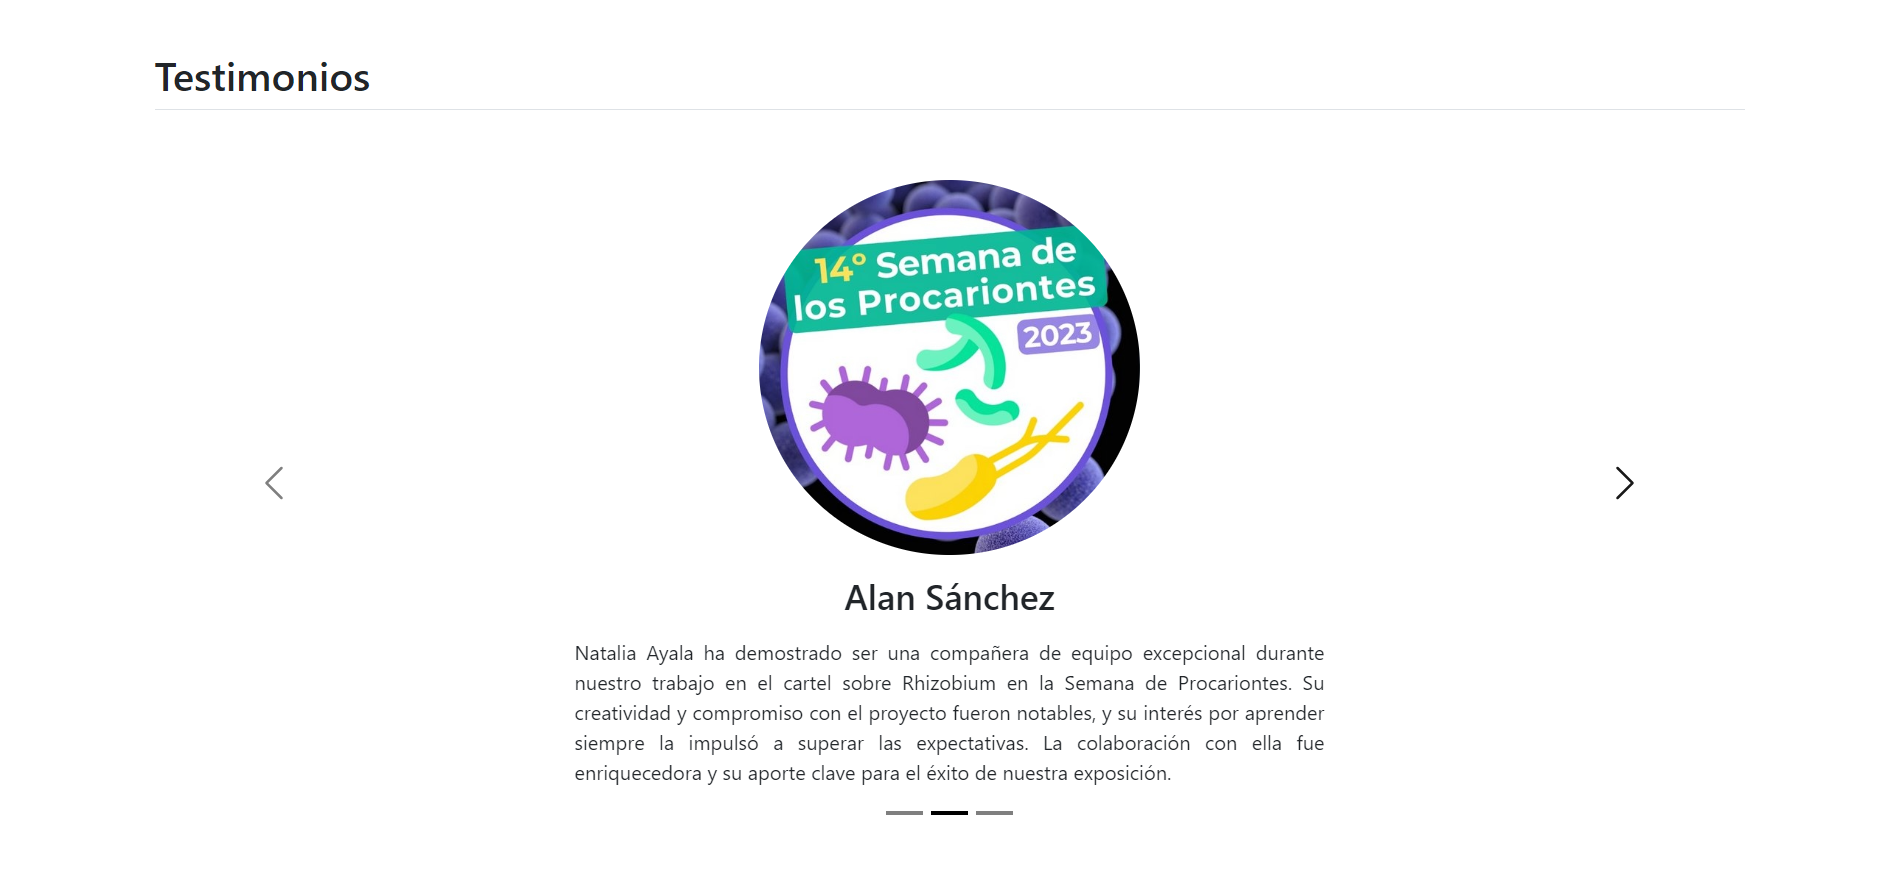 Testimonios
14° Semana de
los Procariontes
2023
Alan Sánchez
Natalia Ayala ha demostrado ser una compañera de equipo excepcional durante
nuestro trabajo en el cartel sobre Rhizobium en la Semana de Procariontes. Su
creatividad y compromiso con el proyecto fueron notables, y su interés por aprender
siempre la impulsó a superar las expectativas. La colaboración con ella fue
enriquecedora y su aporte clave para el éxito de nuestra exposición.